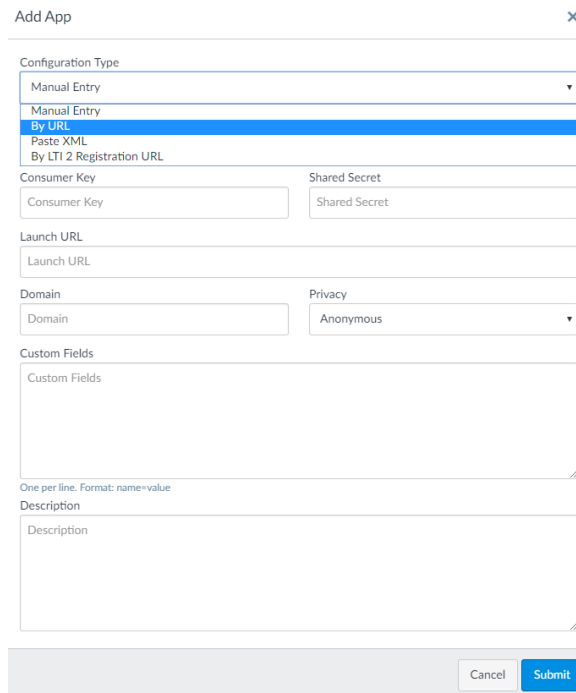 Add App
×
Configuration Type
Manual Entry
Manual Entry
By URL
Paste XML
By LTI 2 Registration URL
Consumer Key Shared Secret
Consumer Key Shared Secret
Launch URL
Launch URL
Domain Privacy
Domain Anonymous
Custom Fields
Custom Fields
One per line. Format: name=value
Description
Description
Cancel Submit